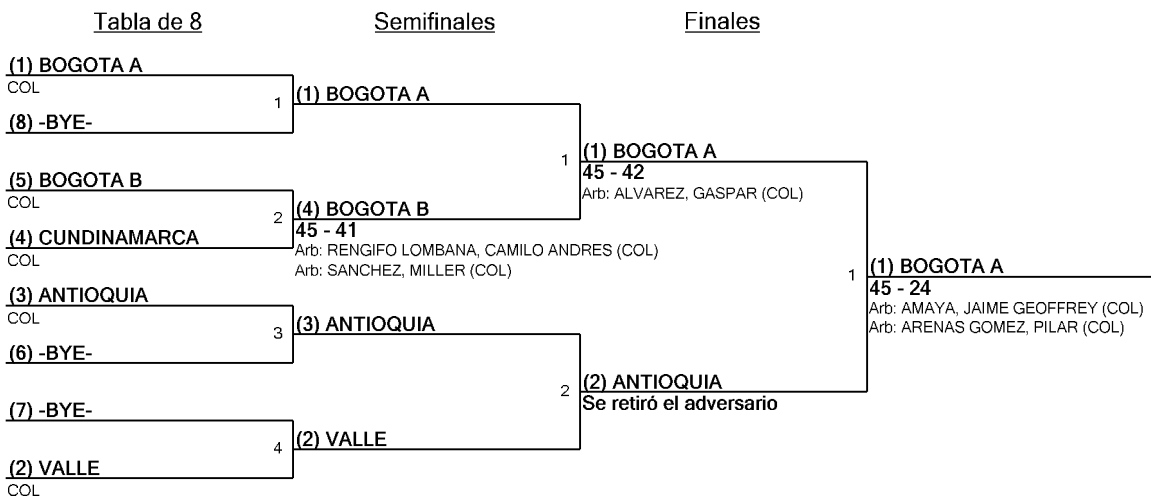 Tabla de 8
Semifinales
Finales
(1) BOGOTA A
COL
1
(8) -BYE-
(5) BOGOTA B
COL
2
(4) CUNDINAMARCA
COL
(3) ANTIOQUIA
COL
3
(6) -BYE-
(7) -BYE-
4
(2) VALLE
COL
(1) BOGOTA A
1
(4) BOGOTA B
45 - 41
Arb: RENGIFO LOMBANA, CAMILO ANDRES (COL)
Arb: SANCHEZ, MILLER (COL)
(3) ANTIOQUIA
2
(2) VALLE
(1) BOGOTA A
45 - 42
Arb: ALVAREZ, GASPAR (COL)
1
(2) ANTIOQUIA
Se retiró el adversario
(1) BOGOTA A
45 - 24
Arb: AMAYA, JAIME GEOFFREY (COL)
Arb: ARENAS GOMEZ, PILAR (COL)